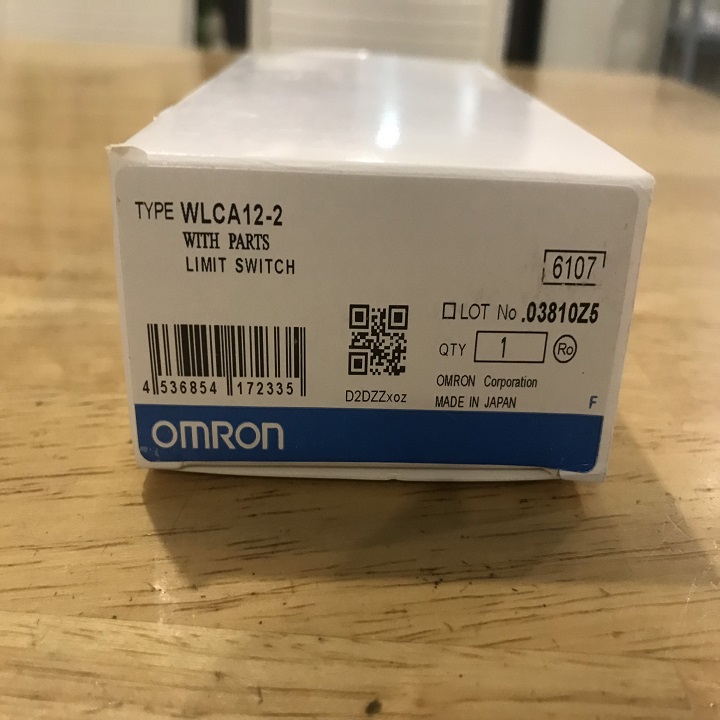 TYPE WLCA12-2
WITH PARTS
LIMIT SWITCH
6107
LOT No .03810Z5
QTY 1 Ro
4 536854 172335
D2DZZxoz
OMRON Corporation
MADE IN JAPAN F
OMRON